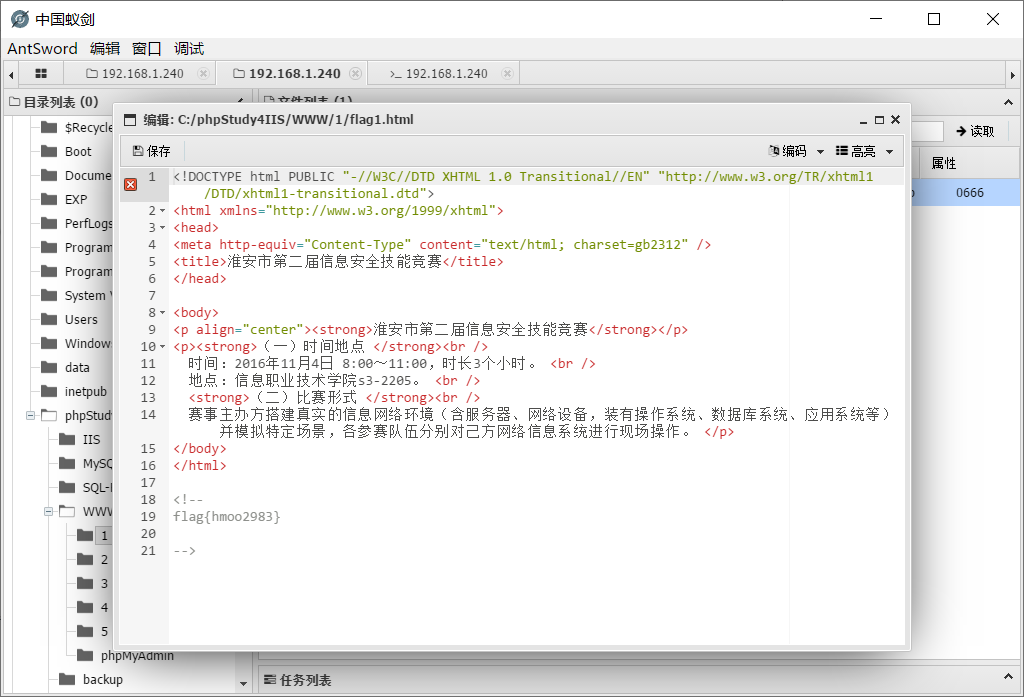 中国蚁剑
AntSword 编辑 窗口 调试
192.168.1.240 192.168.1.240 >_ 192.168.1.240
目录列表 (0)
文件列表 (1)
$Recycle
Boot
Docume
EXP
PerfLogs
Program
Program
System V
Users
Window
data
inetpub
phpStud
IIS
MySQ
SQL-
WWW
1
2
3
4
5
phpMyAdmin
backup
读取
属性
0666
编辑: C:/phpStudy4IIS/WWW/1/flag1.html
保存 编码 高亮
1 <!DOCTYPE html PUBLIC "-//W3C//DTD XHTML 1.0 Transitional//EN" "http://www.w3.org/TR/xhtml1
/DTD/xhtml1-transitional.dtd">
2 <html xmlns="http://www.w3.org/1999/xhtml">
3 <head>
4 <meta http-equiv="Content-Type" content="text/html; charset=gb2312" />
5 <title>淮安市第二届信息安全技能竞赛</title>
6 </head>
7
8 <body>
9 <p align="center"><strong>淮安市第二届信息安全技能竞赛</strong></p>
10 <p><strong>（一）时间地点 </strong><br />
11 时间：2016年11月4日 8:00～11:00，时长3个小时。 <br />
12 地点：信息职业技术学院s3-2205。 <br />
13 <strong>（二）比赛形式 </strong><br />
14 赛事主办方搭建真实的信息网络环境（含服务器、网络设备，装有操作系统、数据库系统、应用系统等）
并模拟特定场景，各参赛队伍分别对己方网络信息系统进行现场操作。 </p>
15 </body>
16 </html>
17
18 <!--
19 flag{hmoo2983}
20
21 -->
任务列表